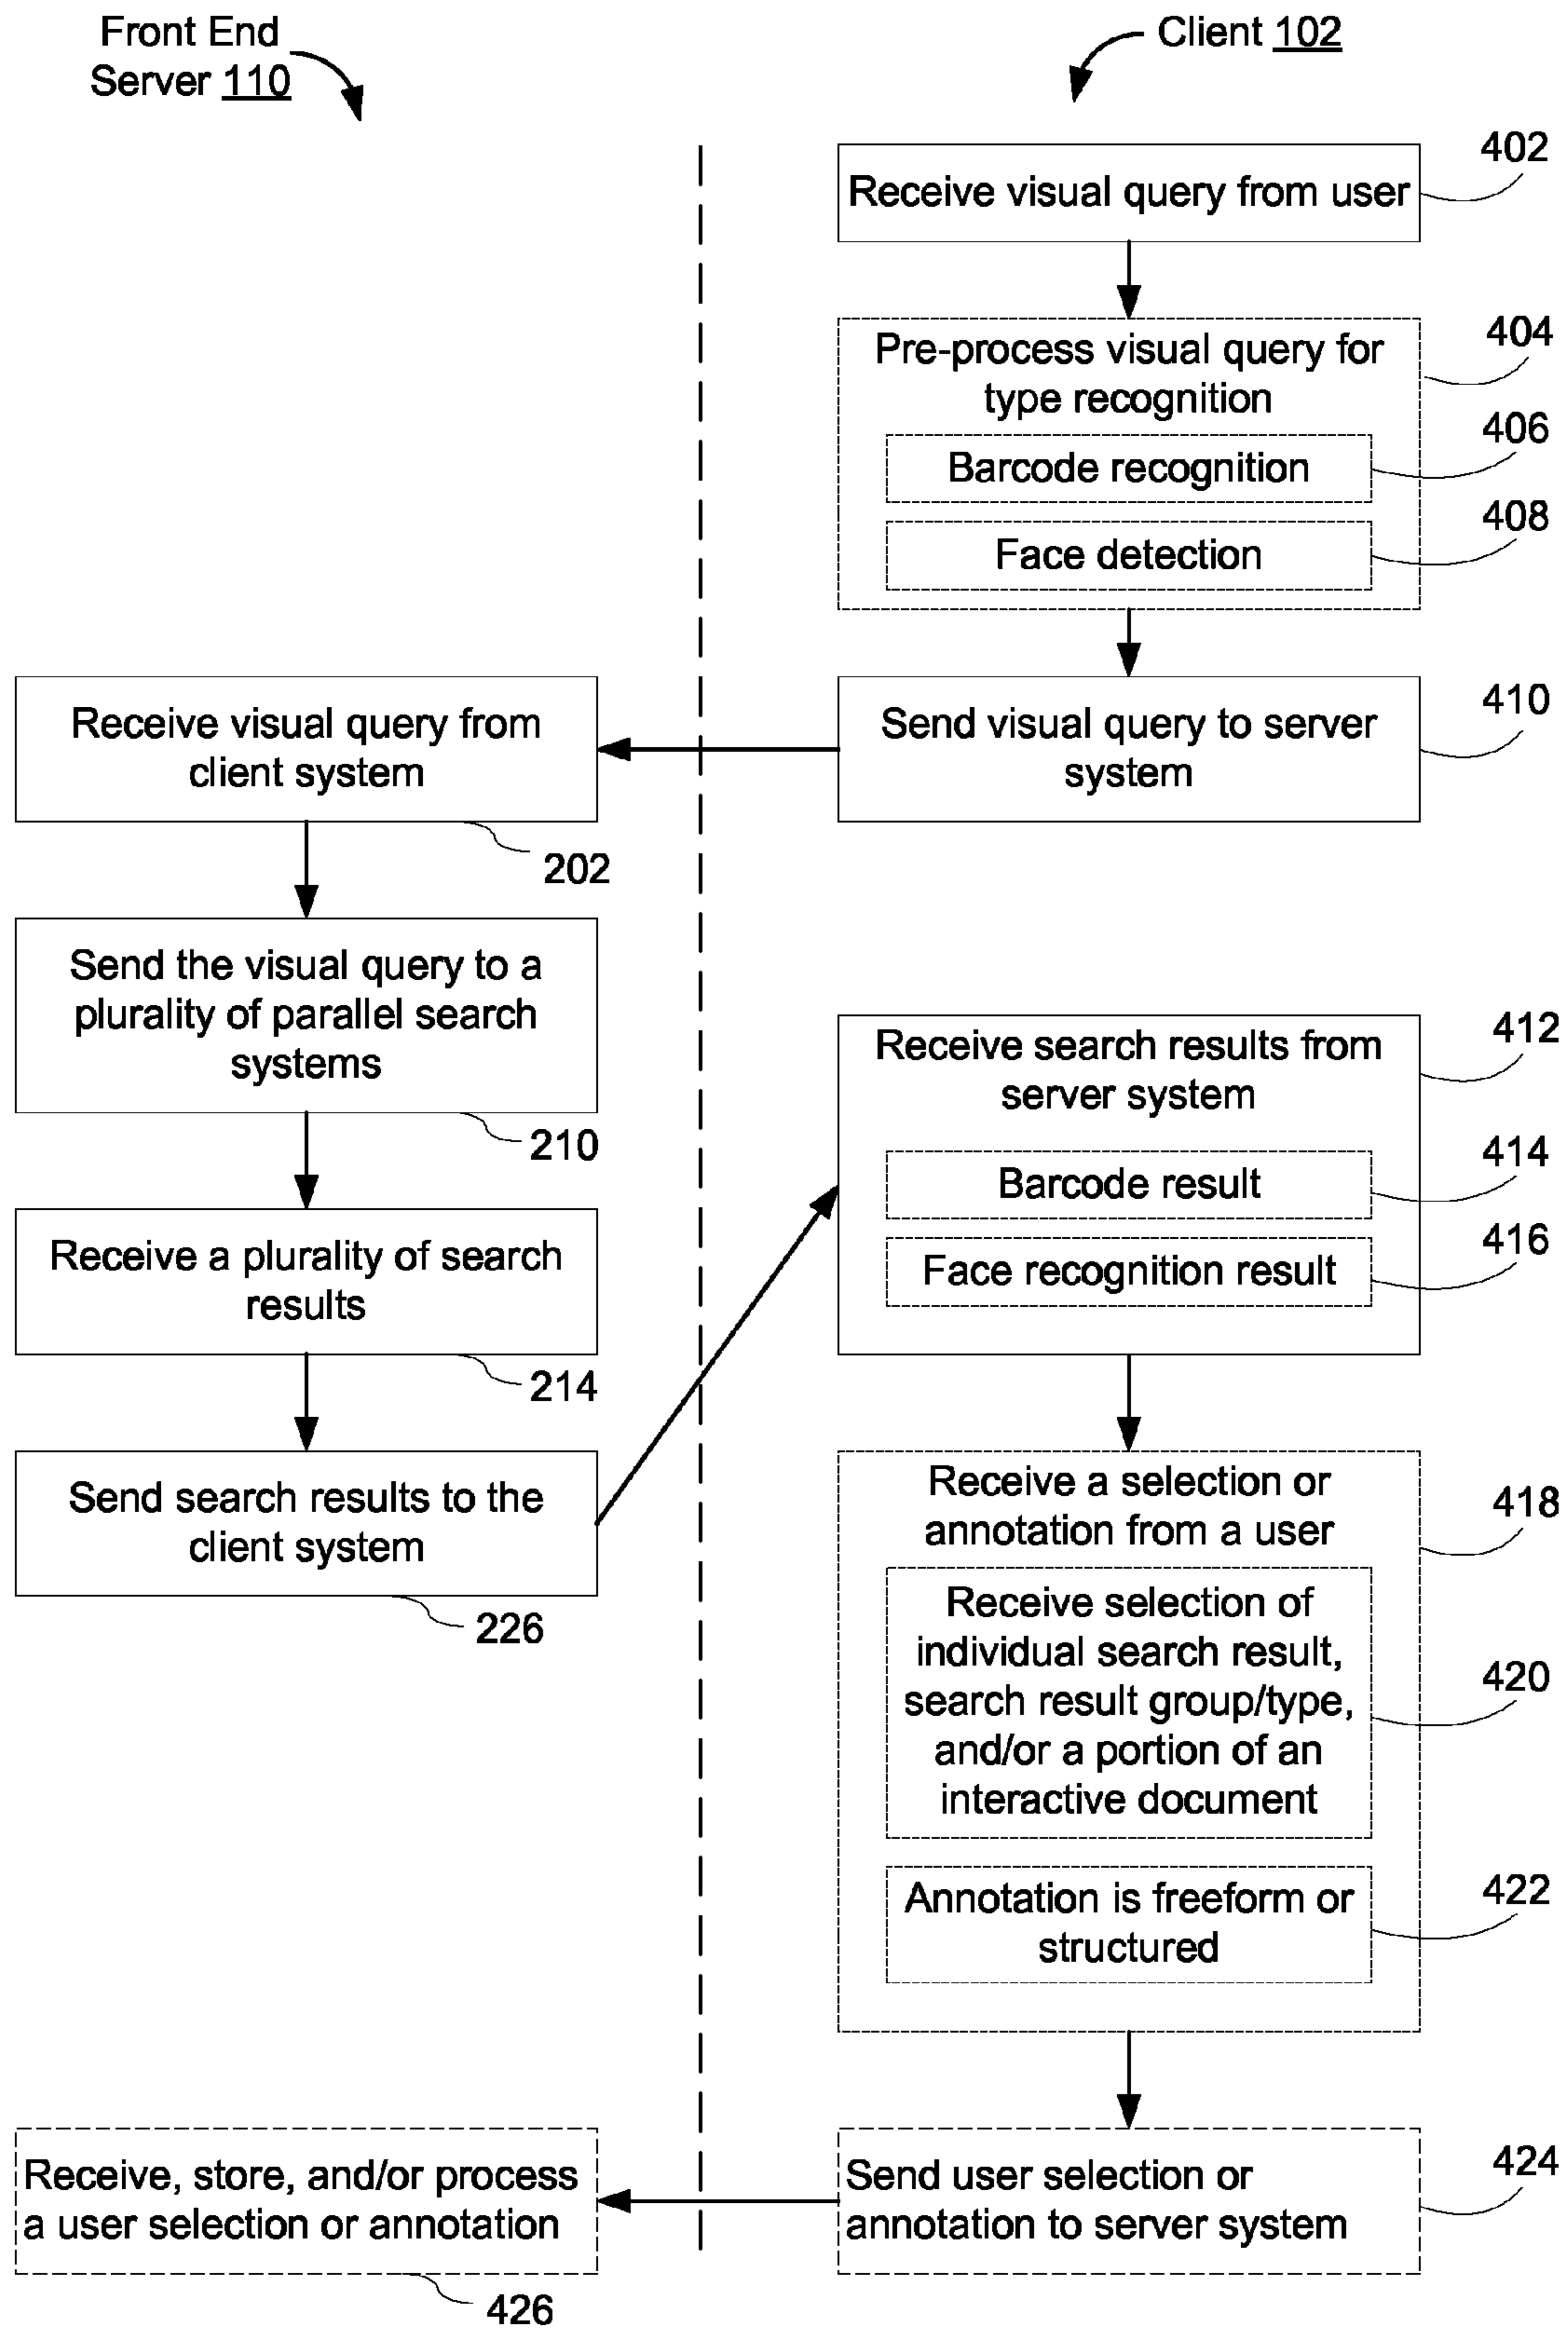 Front End
Server 110
Client 102
402
Receive visual query from user
404
Pre-process visual query for
type recognition
406
Barcode recognition
408
Face detection
410
Send visual query to server
system
Receive visual query from
client system
202
Send the visual query to a
plurality of parallel search
systems
210
412
Receive search results from
server system
414
Barcode result
416
Face recognition result
Receive a plurality of search
results
214
Send search results to the
client system
226
418
Receive a selection or
annotation from a user
420
Receive selection of
individual search result,
search result group/type,
and/or a portion of an
interactive document
422
Annotation is freeform or
structured
424
Send user selection or
annotation to server system
Receive, store, and/or process
a user selection or annotation
426